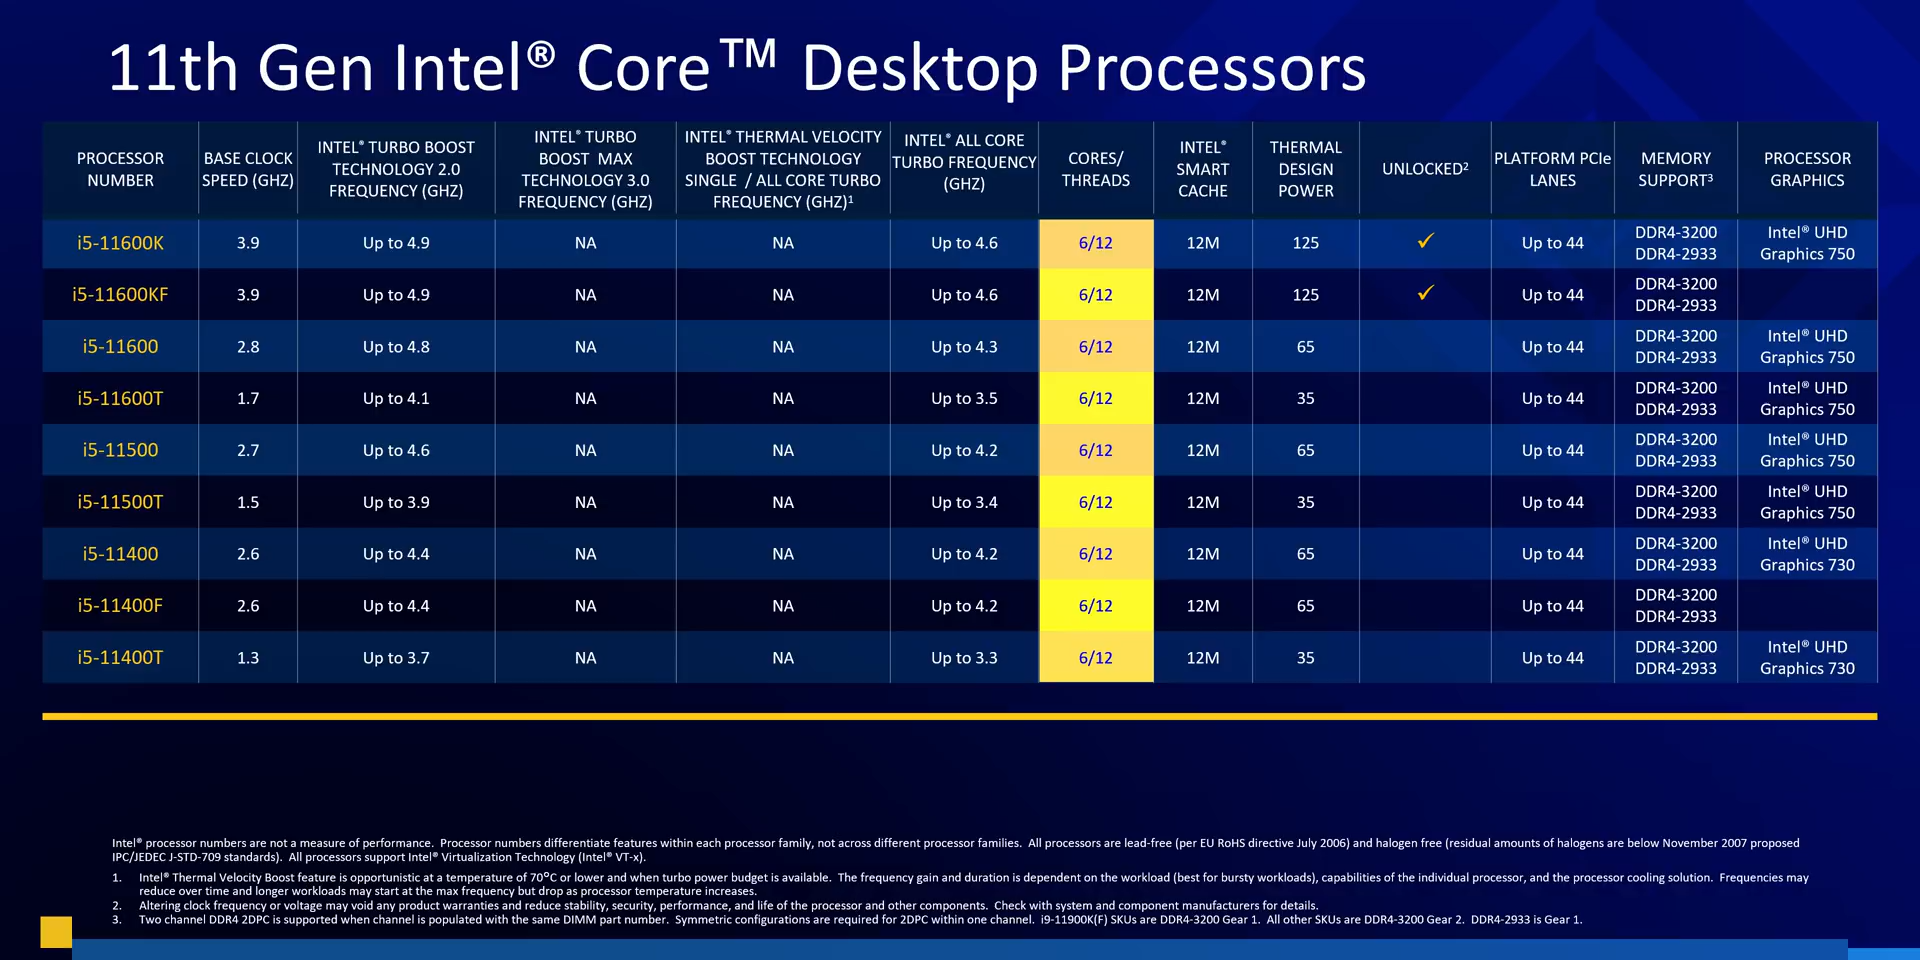 11th Gen Intel® Core™ Desktop Processors
PROCESSOR NUMBER BASE CLOCK SPEED (GHZ) INTEL® TURBO BOOST TECHNOLOGY 2.0 FREQUENCY (GHZ) INTEL® TURBO BOOST MAX TECHNOLOGY 3.0 FREQUENCY (GHZ) INTEL® THERMAL VELOCITY BOOST TECHNOLOGY SINGLE / ALL CORE TURBO FREQUENCY (GHZ)¹ INTEL® ALL CORE TURBO FREQUENCY (GHZ) CORES/ THREADS INTEL® SMART CACHE THERMAL DESIGN POWER UNLOCKED² PLATFORM PCIe LANES MEMORY SUPPORT³ PROCESSOR GRAPHICS
i5-11600K 3.9 Up to 4.9 NA NA Up to 4.6 6/12 12M 125 ✓ Up to 44 DDR4-3200 DDR4-2933 Intel® UHD Graphics 750
i5-11600KF 3.9 Up to 4.9 NA NA Up to 4.6 6/12 12M 125 ✓ Up to 44 DDR4-3200 DDR4-2933
i5-11600 2.8 Up to 4.8 NA NA Up to 4.3 6/12 12M 65 Up to 44 DDR4-3200 DDR4-2933 Intel® UHD Graphics 750
i5-11600T 1.7 Up to 4.1 NA NA Up to 3.5 6/12 12M 35 Up to 44 DDR4-3200 DDR4-2933 Intel® UHD Graphics 750
i5-11500 2.7 Up to 4.6 NA NA Up to 4.2 6/12 12M 65 Up to 44 DDR4-3200 DDR4-2933 Intel® UHD Graphics 750
i5-11500T 1.5 Up to 3.9 NA NA Up to 3.4 6/12 12M 35 Up to 44 DDR4-3200 DDR4-2933 Intel® UHD Graphics 750
i5-11400 2.6 Up to 4.4 NA NA Up to 4.2 6/12 12M 65 Up to 44 DDR4-3200 DDR4-2933 Intel® UHD Graphics 730
i5-11400F 2.6 Up to 4.4 NA NA Up to 4.2 6/12 12M 65 Up to 44 DDR4-3200 DDR4-2933
i5-11400T 1.3 Up to 3.7 NA NA Up to 3.3 6/12 12M 35 Up to 44 DDR4-3200 DDR4-2933 Intel® UHD Graphics 730
Intel® processor numbers are not a measure of performance. Processor numbers differentiate features within each processor family, not across different processor families. All processors are lead-free (per EU RoHS directive July 2006) and halogen free (residual amounts of halogens are below November 2007 proposed
IPC/JEDEC J-STD-709 standards). All processors support Intel® Virtualization Technology (Intel® VT-x).
1. Intel® Thermal Velocity Boost feature is opportunistic at a temperature of 70°C or lower and when turbo power budget is available. The frequency gain and duration is dependent on the workload (best for bursty workloads), capabilities of the individual processor, and the processor cooling solution. Frequencies may
reduce over time and longer workloads may start at the max frequency but drop as processor temperature increases.
2. Altering clock frequency or voltage may void any product warranties and reduce stability, security, performance, and life of the processor and other components. Check with system and component manufacturers for details.
3. Two channel DDR4 2DPC is supported when channel is populated with the same DIMM part number. Symmetric configurations are required for 2DPC within one channel. i9-11900K(F) SKUs are DDR4-3200 Gear 1. All other SKUs are DDR4-3200 Gear 2. DDR4-2933 is Gear 1.